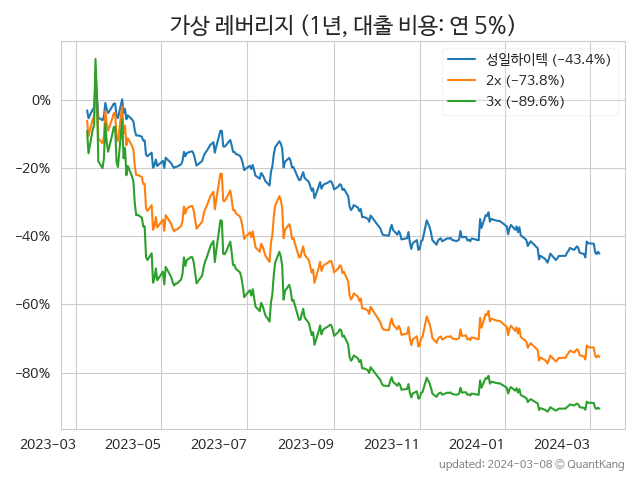 가상 레버리지 (1년, 대출 비용: 연 5%)
성일하이텍 (−43.4%)
2x (−73.8%)
3x (−89.6%)
0%
−20%
−40%
−60%
−80%
2023-03 2023-05 2023-07 2023-09 2023-11 2024-01 2024-03
updated: 2024-03-08 © QuantKang